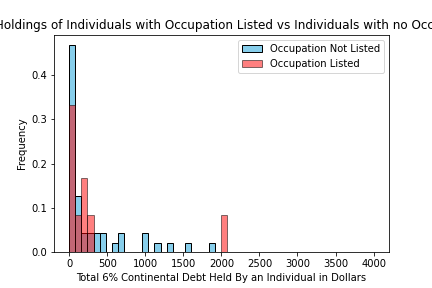 Holdings of Individuals with Occupation Listed vs Individuals with no Occ
Occupation Not Listed
Occupation Listed
Frequency
0.4
0.3
0.2
0.1
0.0
0 500 1000 1500 2000 2500 3000 3500 4000
Total 6% Continental Debt Held By an Individual in Dollars